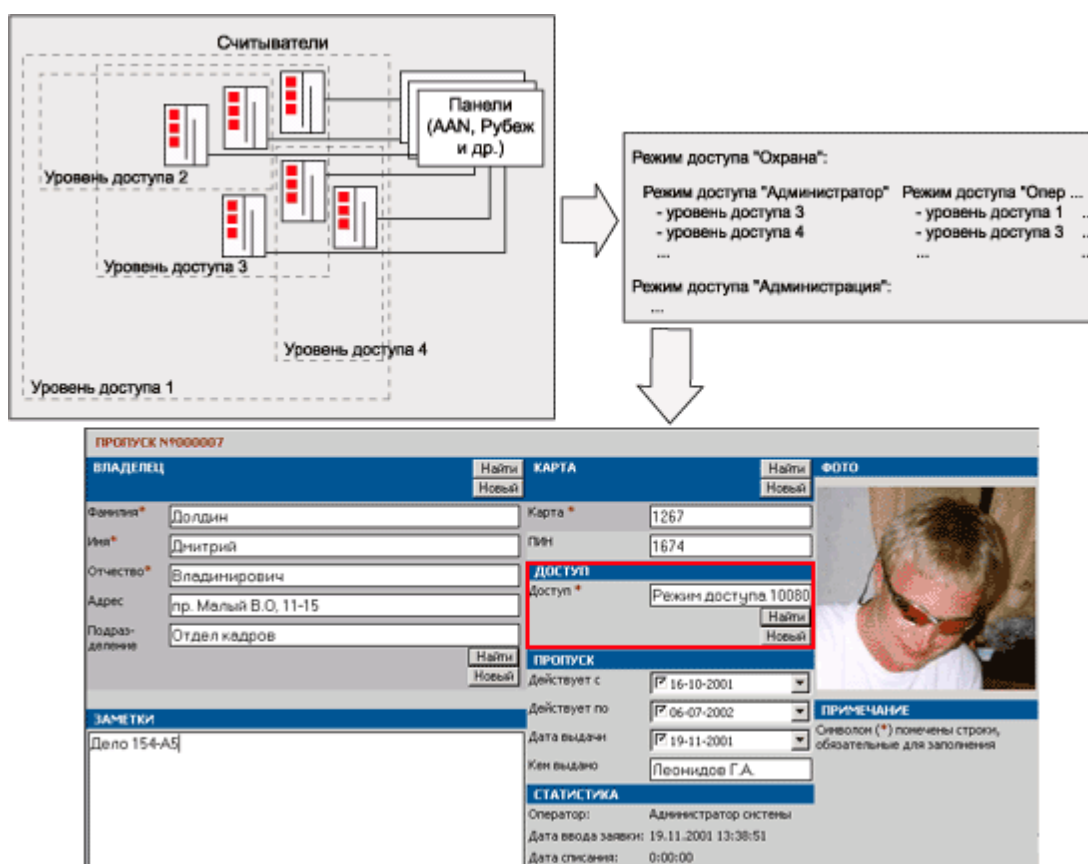 Считыватели
Панели
(AAN, Рубеж
и др.)
Уровень доступа 2
Уровень доступа 3
Уровень доступа 4
Уровень доступа 1
Режим доступа "Охрана":
Режим доступа "Администратор"
- уровень доступа 3
- уровень доступа 4
...
Режим доступа "Опер ...
- уровень доступа 1 ...
- уровень доступа 3 ...
... ...
Режим доступа "Администрация":
...
ПРОПУСК №000007
ВЛАДЕЛЕЦ
Найти
Новый
Фамилия* Долдин
Имя* Дмитрий
Отчество* Владинирович
Адрес пр. Малый В.О, 11-15
Подраз-
деление Отдел кадров
Найти
Новый
ЗАМЕТКИ
Дело 154-А5
КАРТА
Найти
Новый
Карта * 1267
ПИН 1674
ДОСТУП
Доступ * Режим доступа 10080
Найти
Новый
ПРОПУСК
Действует с 16-10-2001
Действует по 06-07-2002
Дата выдачи 19-11-2001
Кем выдано Леонидов Г.А.
СТАТИСТИКА
Оператор: Администратор системы
Дата ввода заявки: 19.11.2001 13:38:51
Дата списания: 0:00:00
ФОТО
ПРИМЕЧАНИЕ
Символом (*) помечены строки,
обязательные для заполнения